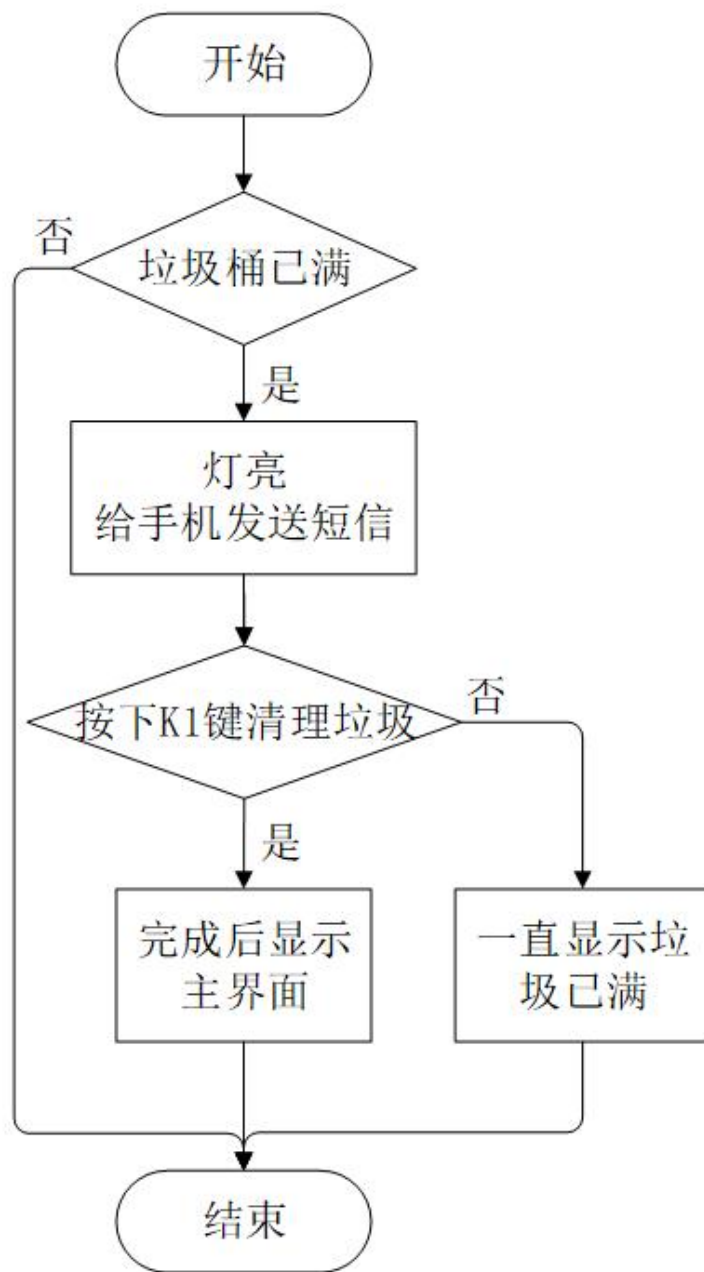 开始
否
垃圾桶已满
是
灯亮
给手机发送短信
按下K1键清理垃圾
否
是
完成后显示
主界面
一直显示垃
圾已满
结束